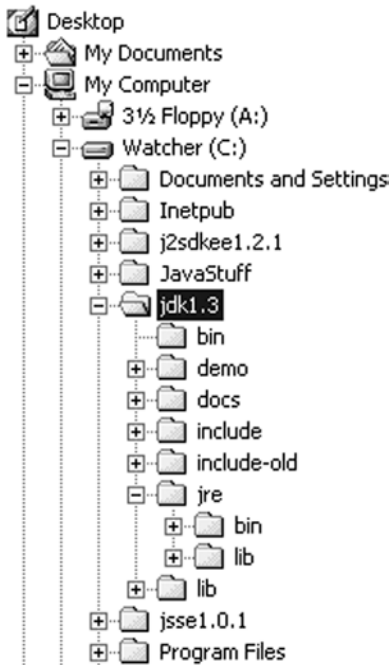 Desktop
My Documents
My Computer
3½ Floppy (A:)
Watcher (C:)
Documents and Settings
Inetpub
j2sdkee1.2.1
JavaStuff
jdk1.3
bin
demo
docs
include
include-old
jre
bin
lib
lib
jsse1.0.1
Program Files